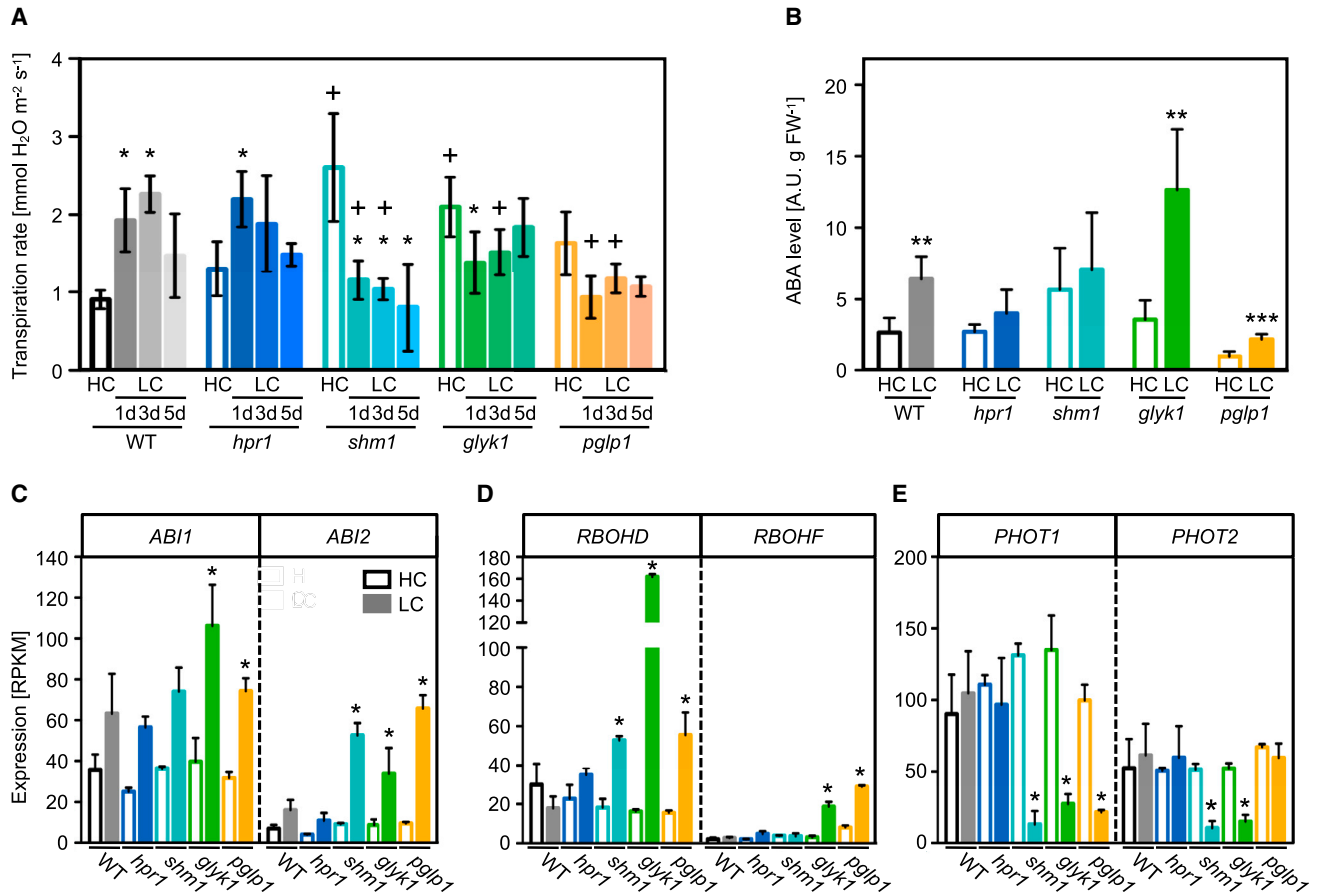 A
B
Transpiration rate [mmol H₂O m⁻² s⁻¹]
4
3
2
1
0
* * * + + + * * * + * + + +
HC LC HC LC HC LC HC LC HC LC
1d 3d 5d 1d 3d 5d 1d 3d 5d 1d 3d 5d 1d 3d 5d
WT hpr1 shm1 glyk1 pglp1
ABA level [A.U. g FW⁻¹]
20
15
10
5
0
** ** ***
HC LC HC LC HC LC HC LC HC LC
WT hpr1 shm1 glyk1 pglp1
C
D
E
ABI1 ABI2
Expression [RPKM]
140
120
100
80
60
40
20
0
* * * * *
HC
LC
WT hpr1 shm1 glyk1 pglp1 WT hpr1 shm1 glyk1 pglp1
RBOHD RBOHF
180
160
140
120
100
80
60
40
20
0
* * * * *
WT hpr1 shm1 glyk1 pglp1 WT hpr1 shm1 glyk1 pglp1
PHOT1 PHOT2
200
150
100
50
0
* * * * *
WT hpr1 shm1 glyk1 pglp1 WT hpr1 shm1 glyk1 pglp1